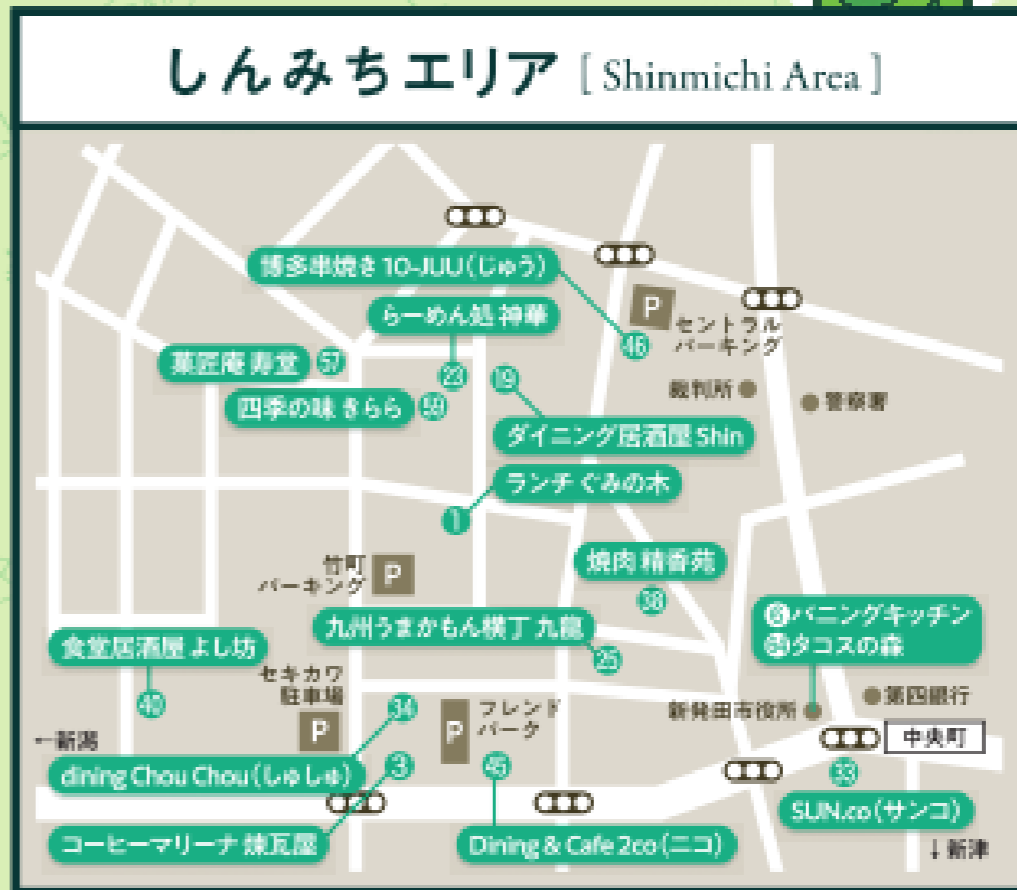 しんみちエリア [ Shinmichi Area ]
博多串焼き 10-JUU(じゅう)
らーめん処 神華
P
セントラル
パーキング
46
菓匠庵 寿堂 57
23
19
裁判所
警察署
四季の味 きらら 59
ダイニング居酒屋 Shin
ランチ ぐみの木
1
竹町
パーキング
P
焼肉 精香苑
38
九州うまかもん横丁 九龍
25
バニングキッチン
タコスの森
食堂居酒屋 よし坊
40
セキカワ
駐車場
P
34
P
フレンド
パーク
新発田市役所
第四銀行
←新潟
中央町
dining Chou Chou(しゅしゅ)
3
45
33
SUN.co(サンコ)
コーヒーマリーナ 煉瓦屋
Dining & Cafe 2co(ニコ)
↓新津